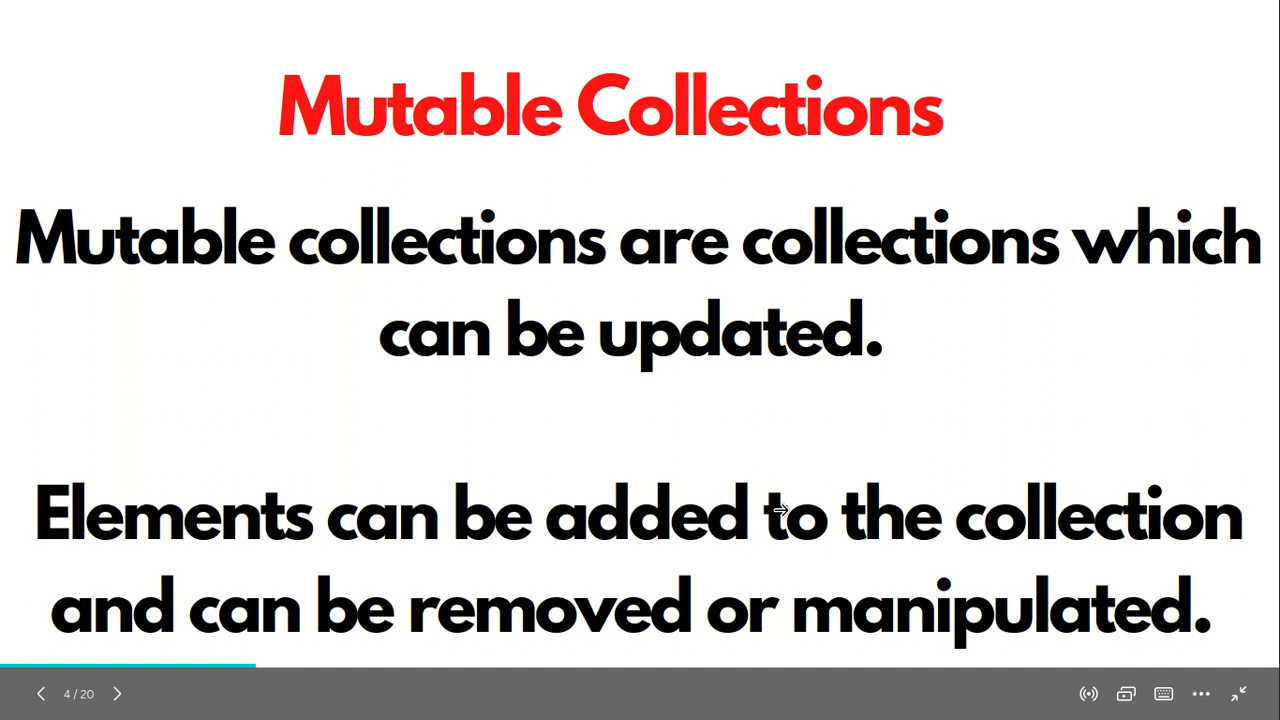 Mutable Collections
Mutable collections are collections which
can be updated.
Elements can be added to the collection
and can be removed or manipulated.
4 / 20